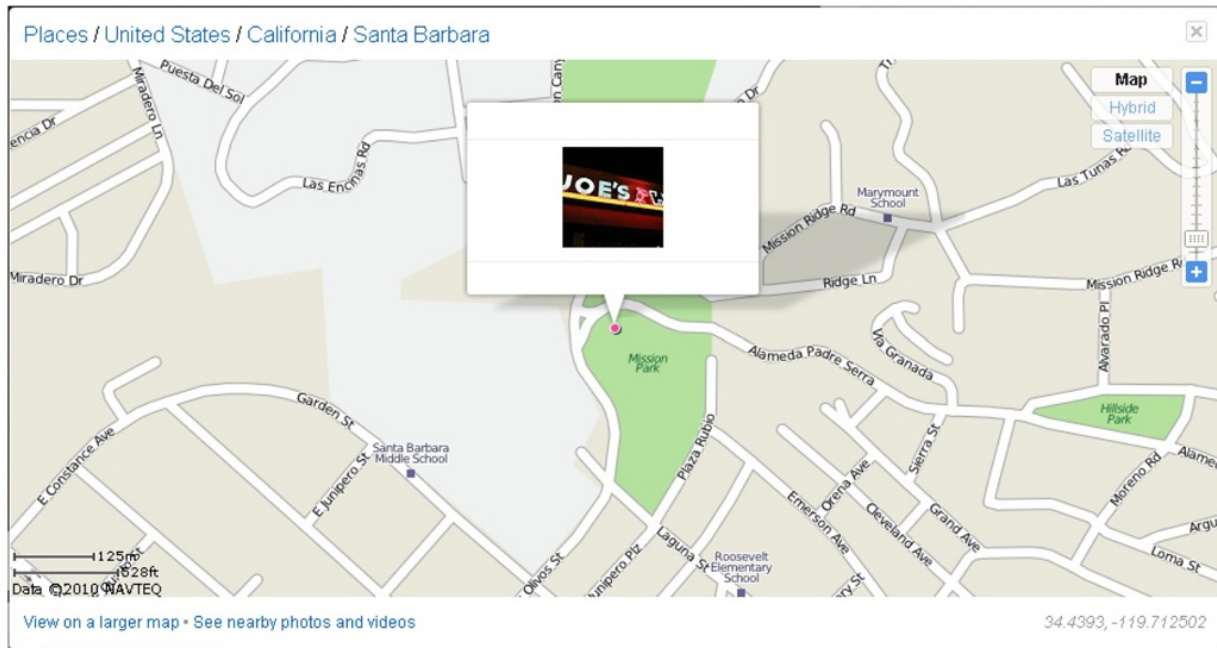 Places / United States / California / Santa Barbara
Map
Hybrid
Satellite
Puesta Del Sol
Miradero Ln
Las Encinas Rd
Las Tunas Rd
Marymount
School
Mission Ridge Rd
JOE'S
Miradero Dr
Ridge Ln
Mission Ridge R
Via Granada
Alvarado Pl
Mission
Park
Alameda Padre Serra
Garden St
Hillside
Park
Santa Barbara
Middle School
E Constance Ave
E Junipero St
Plaza Rubio
Sierra St
Orena Ave
Moreno Rd
Alame
Emerson Ave
Cleveland Ave
Grand Ave
Argu
Laguna St
Loma St
Olivos St
Junipero Plz
Roosevelt
Elementary
School
125m
528ft
Data ©2010 NAVTEQ
View on a larger map • See nearby photos and videos
34.4393, -119.712502